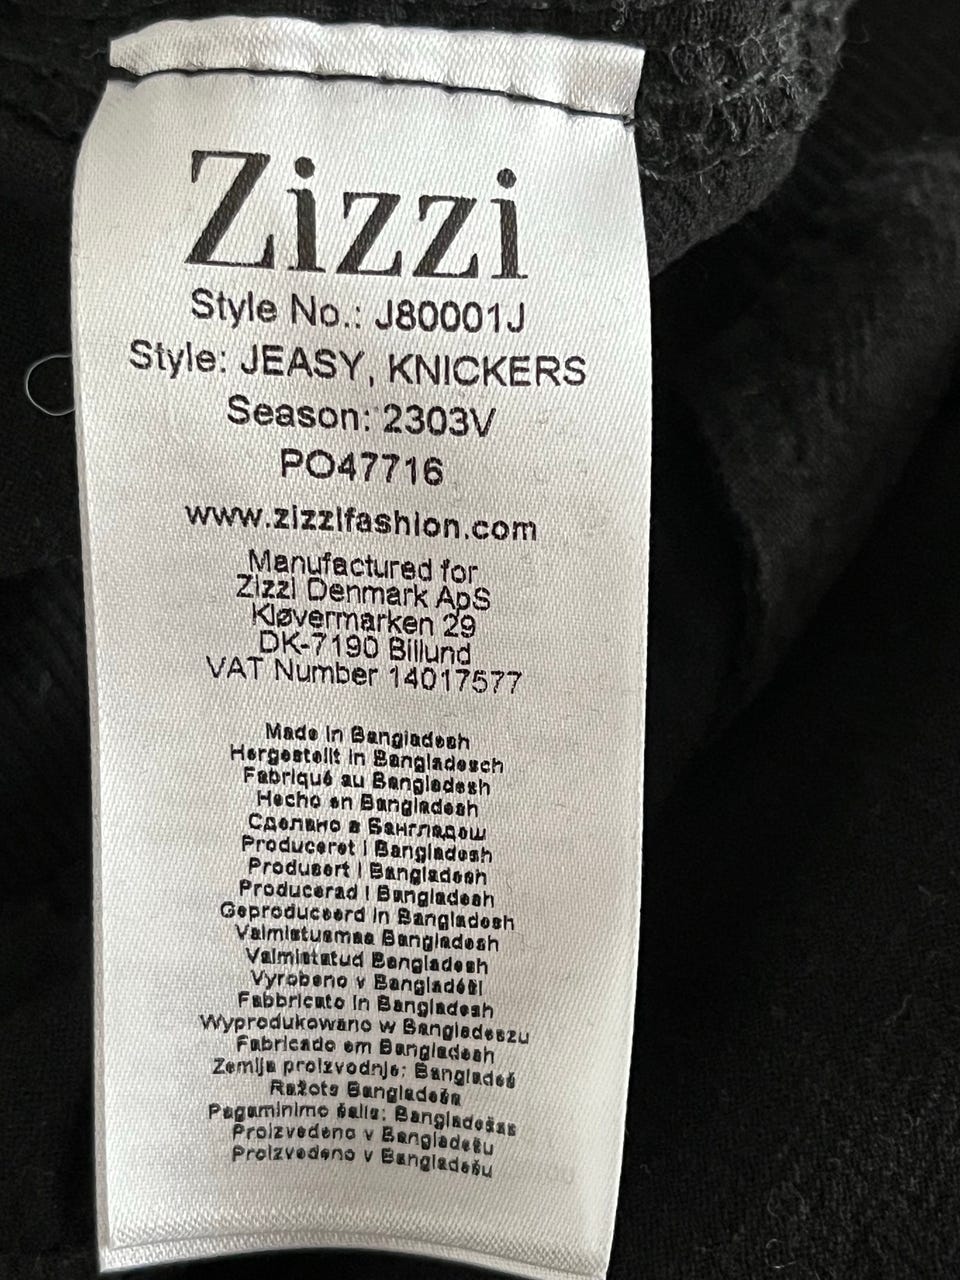 Zizzi
Style No.: J80001J
Style: JEASY, KNICKERS
Season: 2303V
PO47716
www.zizzifashion.com
Manufactured for
Zizzi Denmark ApS
Kløvermarken 29
DK-7190 Billund
VAT Number 14017577
Made in Bangladesh
Hergestellt in Bangladesch
Fabriqué au Bangladesh
Hecho en Bangladesh
Сделано в Бангладеш
Produceret i Bangladesh
Produsert i Bangladesh
Producerad i Bangladesh
Geproduceerd in Bangladesh
Valmistusmaa Bangladesh
Valmistatud Bangladesh
Vyrobeno v Bangladéši
Fabbricato in Bangladesh
Wyprodukowano w Bangladeszu
Fabricado em Bangladesh
Zemlja proizvodnje: Bangladeš
Ražots Bangladešā
Pagaminimo šalis: Bangladešas
Proizvedeno v Bangladešu
Proizvedeno v Bangladešu